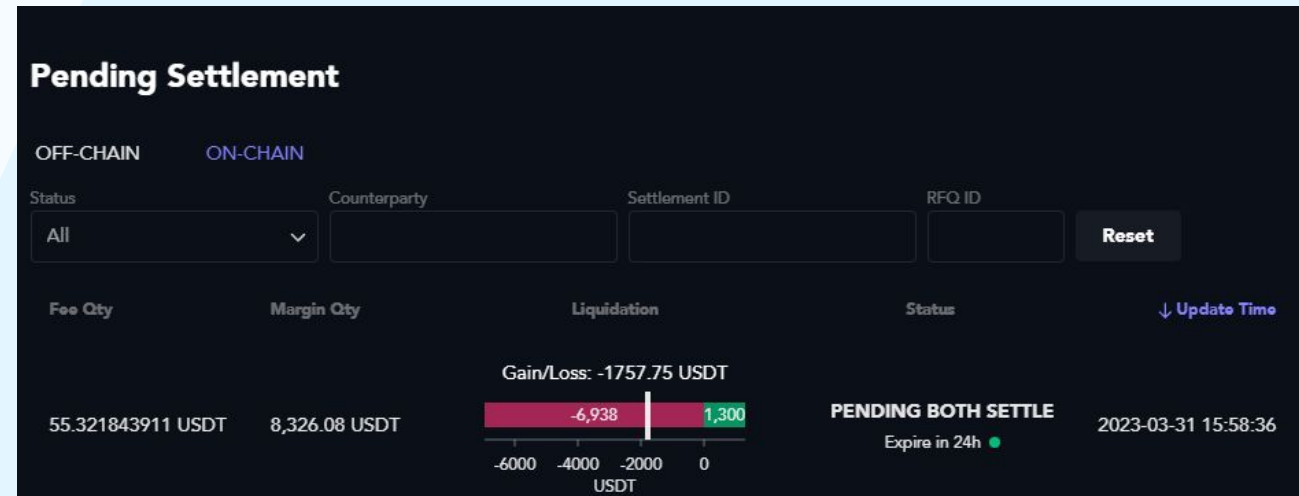 Pending Settlement
OFF-CHAIN ON-CHAIN
Status Counterparty Settlement ID RFQ ID
All Reset
Fee Qty Margin Qty Liquidation Status ↓ Update Time
Gain/Loss: -1757.75 USDT
55.321843911 USDT 8,326.08 USDT -6,938 1,300 PENDING BOTH SETTLE 2023-03-31 15:58:36
Expire in 24h
-6000 -4000 -2000 0
USDT